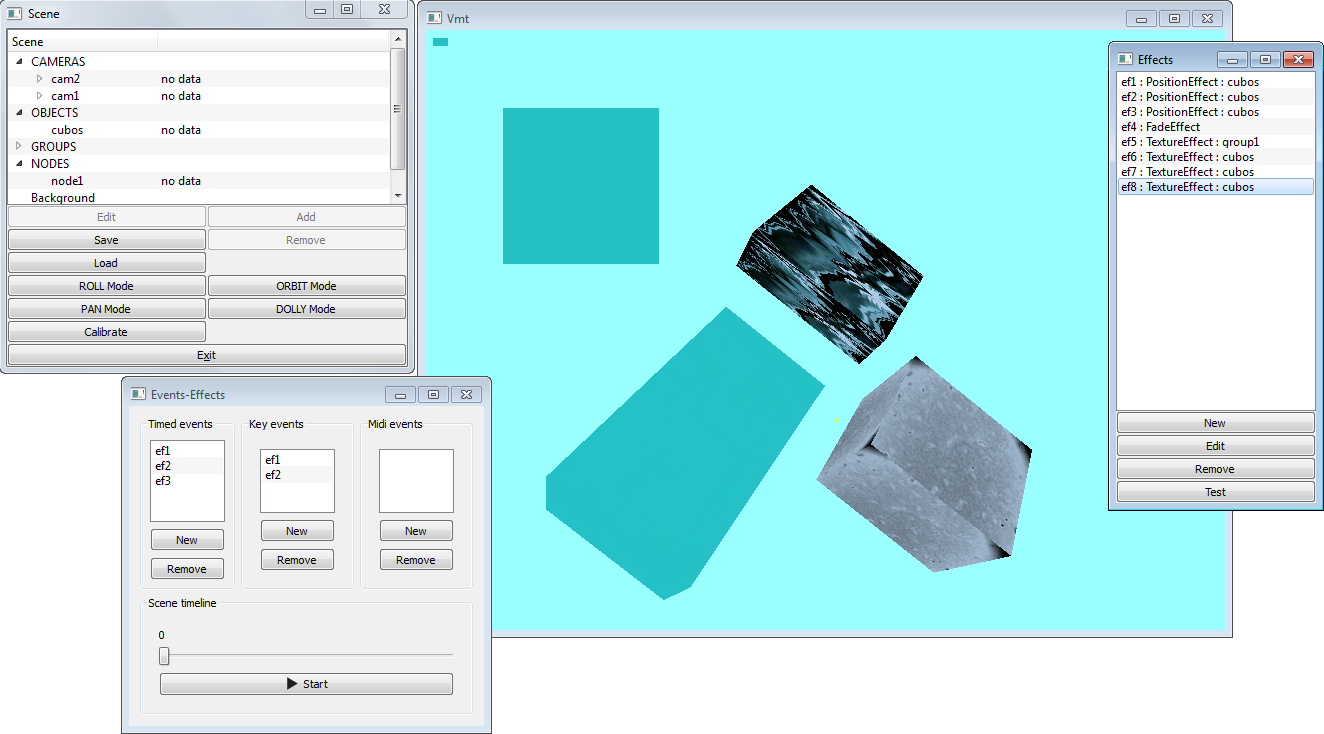 Scene
Scene
CAMERAS
cam2 no data
cam1 no data
OBJECTS
cubos no data
GROUPS
NODES
node1 no data
Background
Edit Add
Save Remove
Load
ROLL Mode ORBIT Mode
PAN Mode DOLLY Mode
Calibrate
Exit
Vmt
Effects
ef1 : PositionEffect : cubos
ef2 : PositionEffect : cubos
ef3 : PositionEffect : cubos
ef4 : FadeEffect
ef5 : TextureEffect : group1
ef6 : TextureEffect : cubos
ef7 : TextureEffect : cubos
ef8 : TextureEffect : cubos
New
Edit
Remove
Test
Events-Effects
Timed events
ef1
ef2
ef3
New
Remove
Key events
ef1
ef2
New
Remove
Midi events
New
Remove
Scene timeline
0
Start